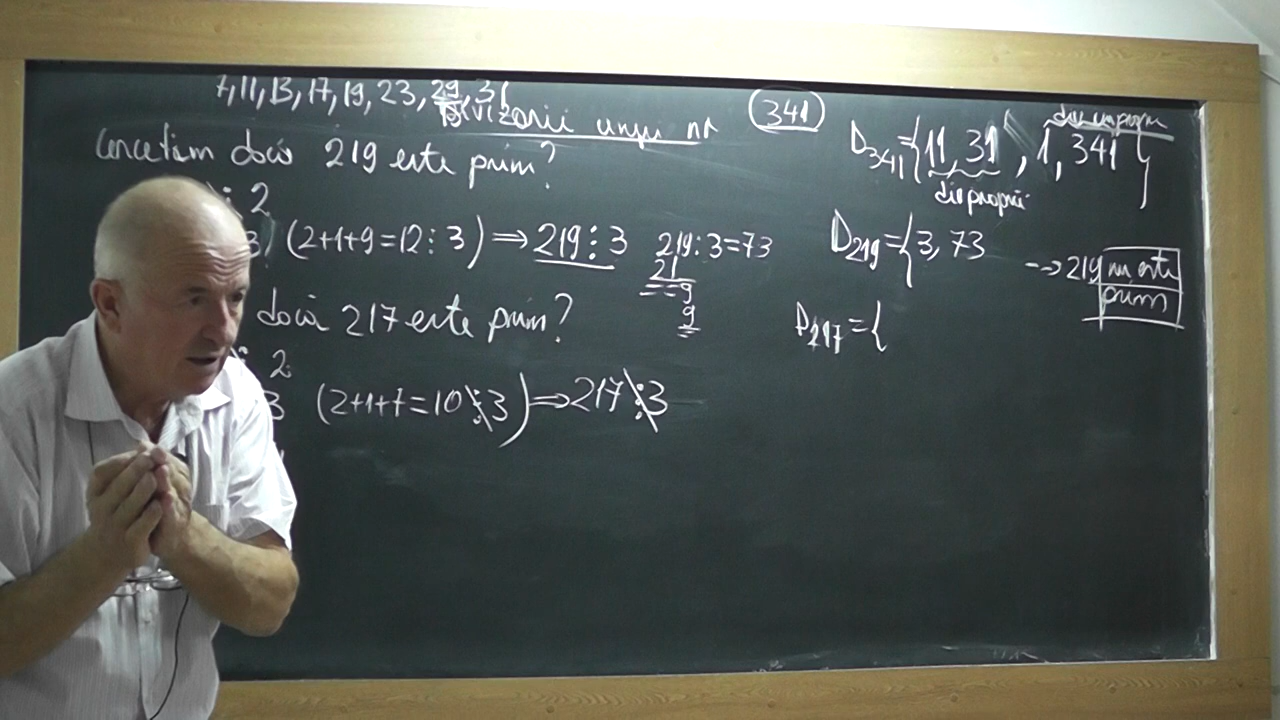 7, 11, 13, 17, 19, 23, 29, 31
Divizorii unui nr
341
Cercetăm dacă 219 este prim?
⋮ 2
3 (2+1+9=12⋮3) ⇒ 219⋮3
219:3=73
21
=9
9
dacă 217 este prim?
⋮ 2
3 (2+1+7=10⋮̸3) ⇒ 217⋮̸3
D₃₄₁={11, 31, 1, 341}
div proprii
div improprii
D₂₁₉={3, 73
→ 219 nu este
prim
D₂₁₇={